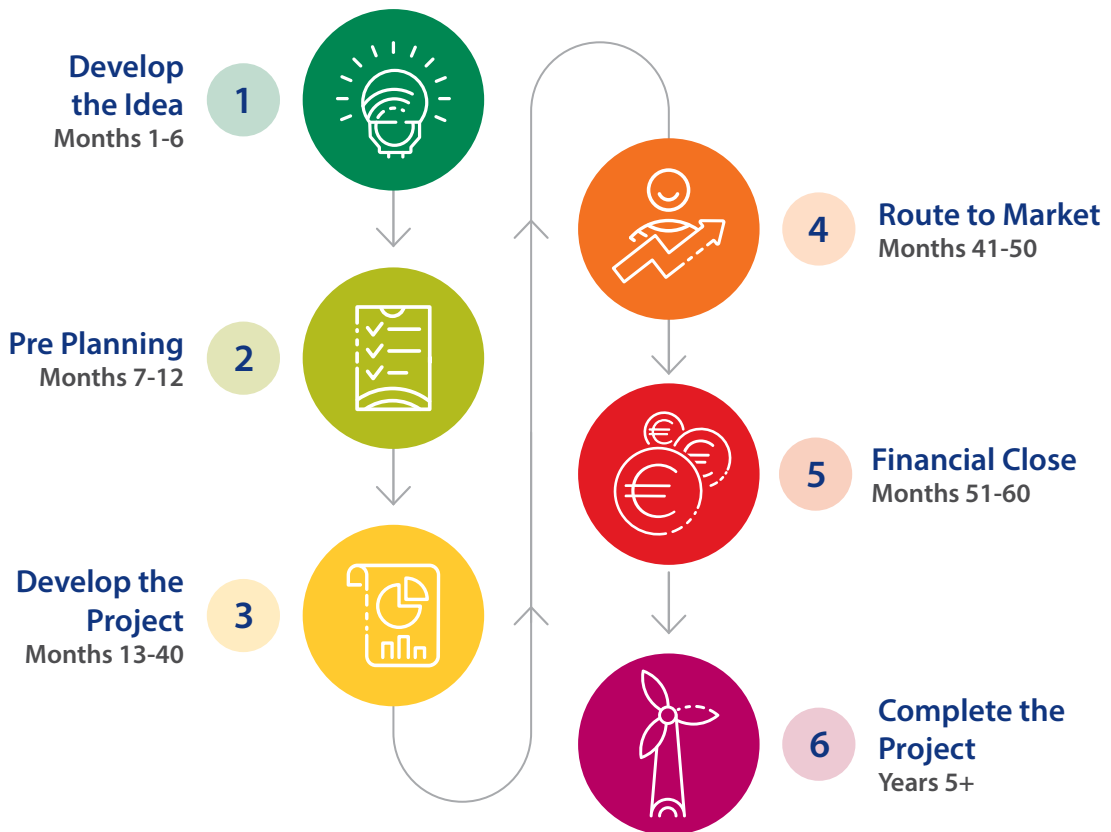 Develop
the Idea
Months 1-6
1
Pre Planning
Months 7-12
2
Develop the
Project
Months 13-40
3
4
Route to Market
Months 41-50
5
Financial Close
Months 51-60
6
Complete the
Project
Years 5+